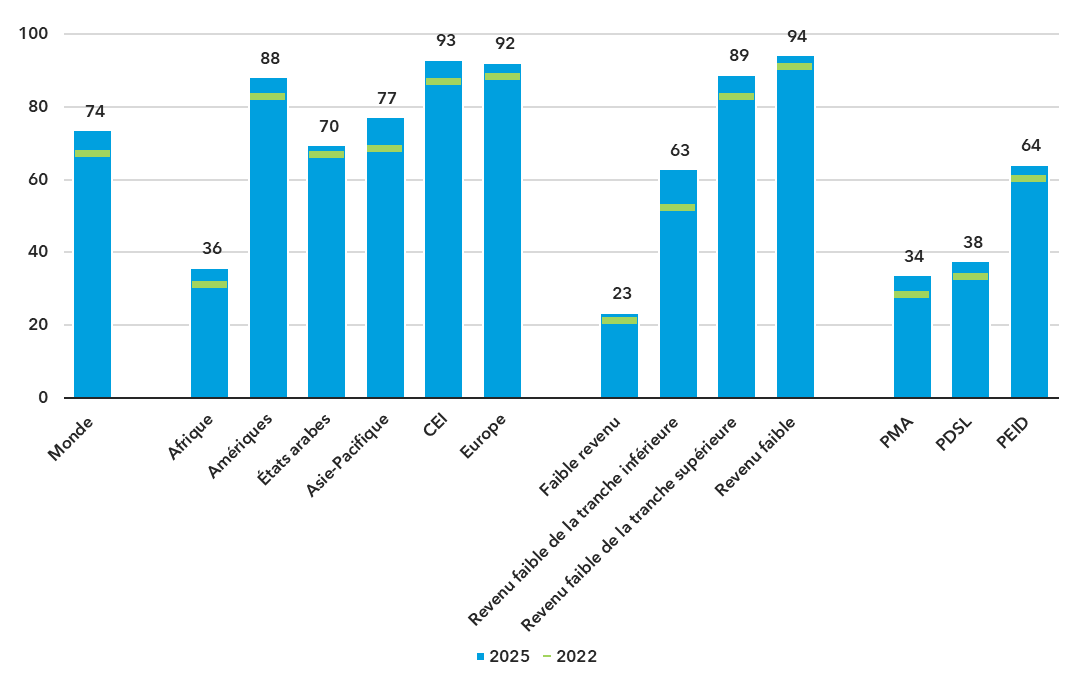 100
80
60
40
20
0
74
36
88
70
77
93
92
23
63
89
94
34
38
64
Monde
Afrique
Amériques
États arabes
Asie-Pacifique
CEI
Europe
Faible revenu
Revenu faible de la tranche inférieure
Revenu faible de la tranche supérieure
Revenu faible
PMA
PDSL
PEID
2025
2022